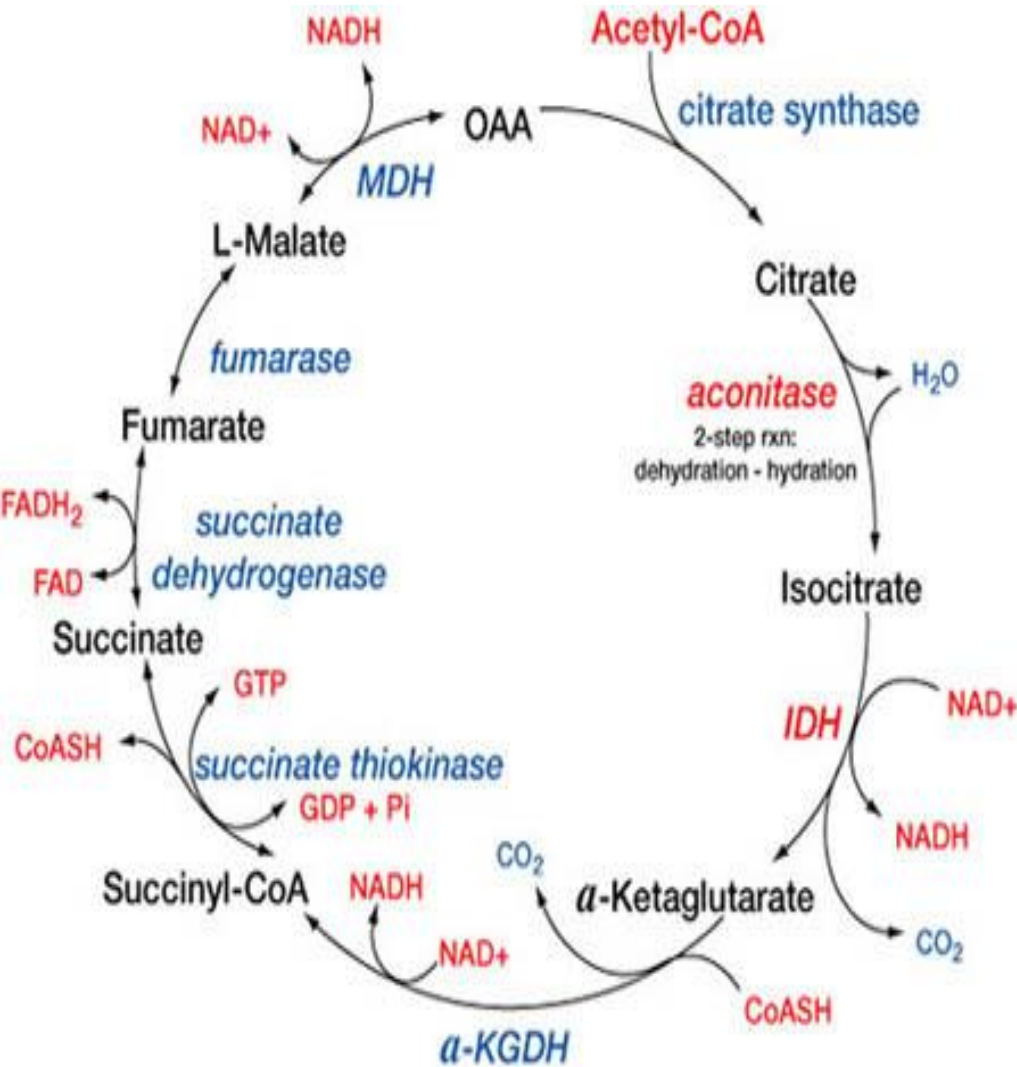 NADH
Acetyl-CoA
NAD+
OAA
citrate synthase
MDH
L-Malate
Citrate
fumarase
H₂O
aconitase
2-step rxn:
dehydration - hydration
Fumarate
FADH₂
succinate
dehydrogenase
FAD
Isocitrate
Succinate
GTP
IDH
NAD+
CoASH
succinate thiokinase
GDP + Pi
NADH
CO₂
Succinyl-CoA
NADH
α-Ketaglutarate
NAD+
CO₂
CoASH
α-KGDH